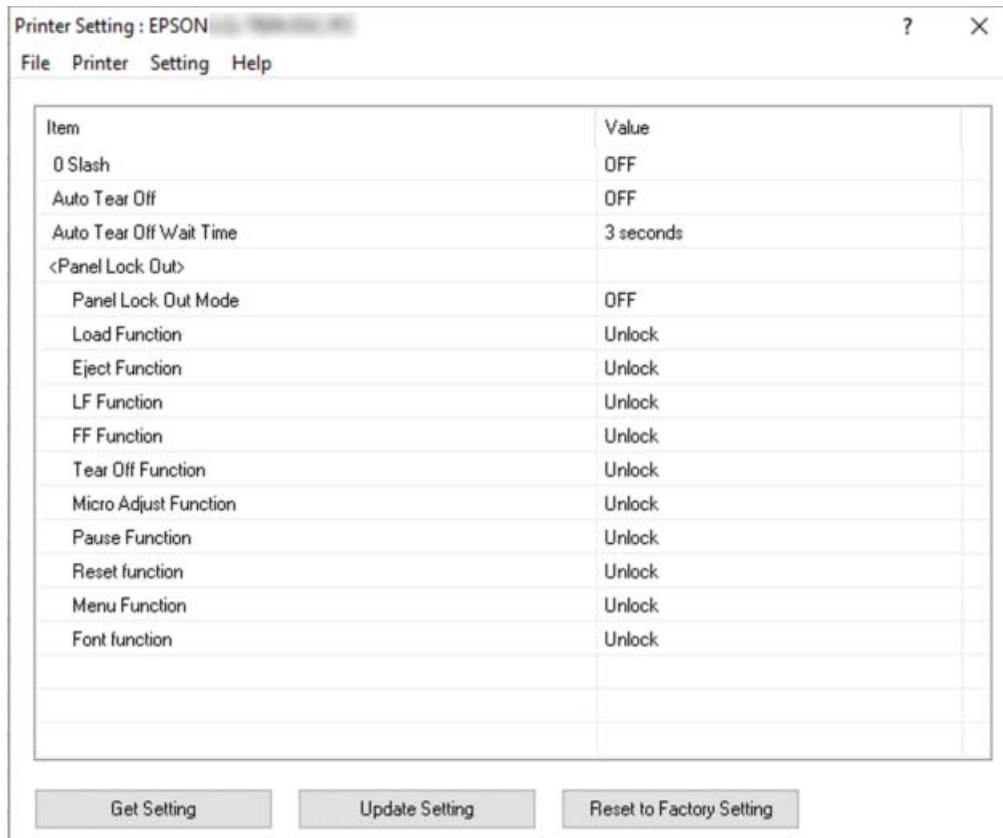 Printer Setting : EPSON
? ×
File Printer Setting Help
Item Value
0 Slash OFF
Auto Tear Off OFF
Auto Tear Off Wait Time 3 seconds
<Panel Lock Out>
Panel Lock Out Mode OFF
Load Function Unlock
Eject Function Unlock
LF Function Unlock
FF Function Unlock
Tear Off Function Unlock
Micro Adjust Function Unlock
Pause Function Unlock
Reset function Unlock
Menu Function Unlock
Font function Unlock
Get Setting Update Setting Reset to Factory Setting